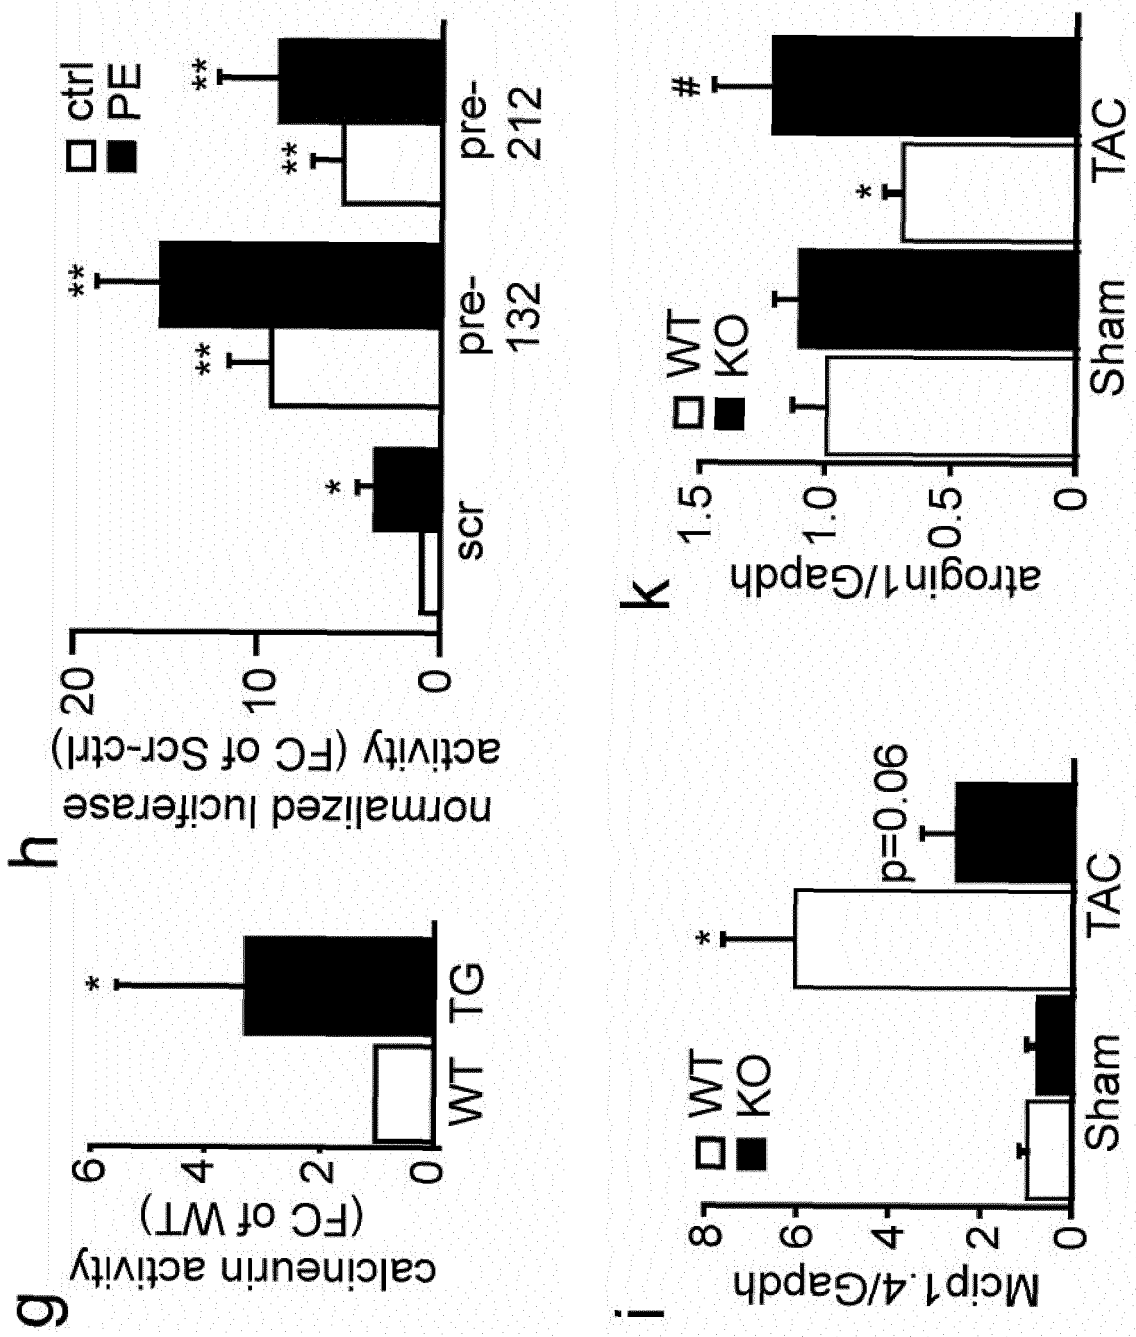 g
calcineurin activity
(FC of WT)
6
4
2
0
WT
TG
*
h
normalized luciferase
activity (FC of Scr-ctrl)
20
10
0
ctrl
PE
*
**
**
**
**
scr
pre-
132
pre-
212
i
Mcip1.4/Gapdh
8
6
4
2
0
WT
KO
*
p=0.06
Sham
TAC
k
atrogin1/Gapdh
1.5
1.0
0.5
0
WT
KO
*
#
Sham
TAC